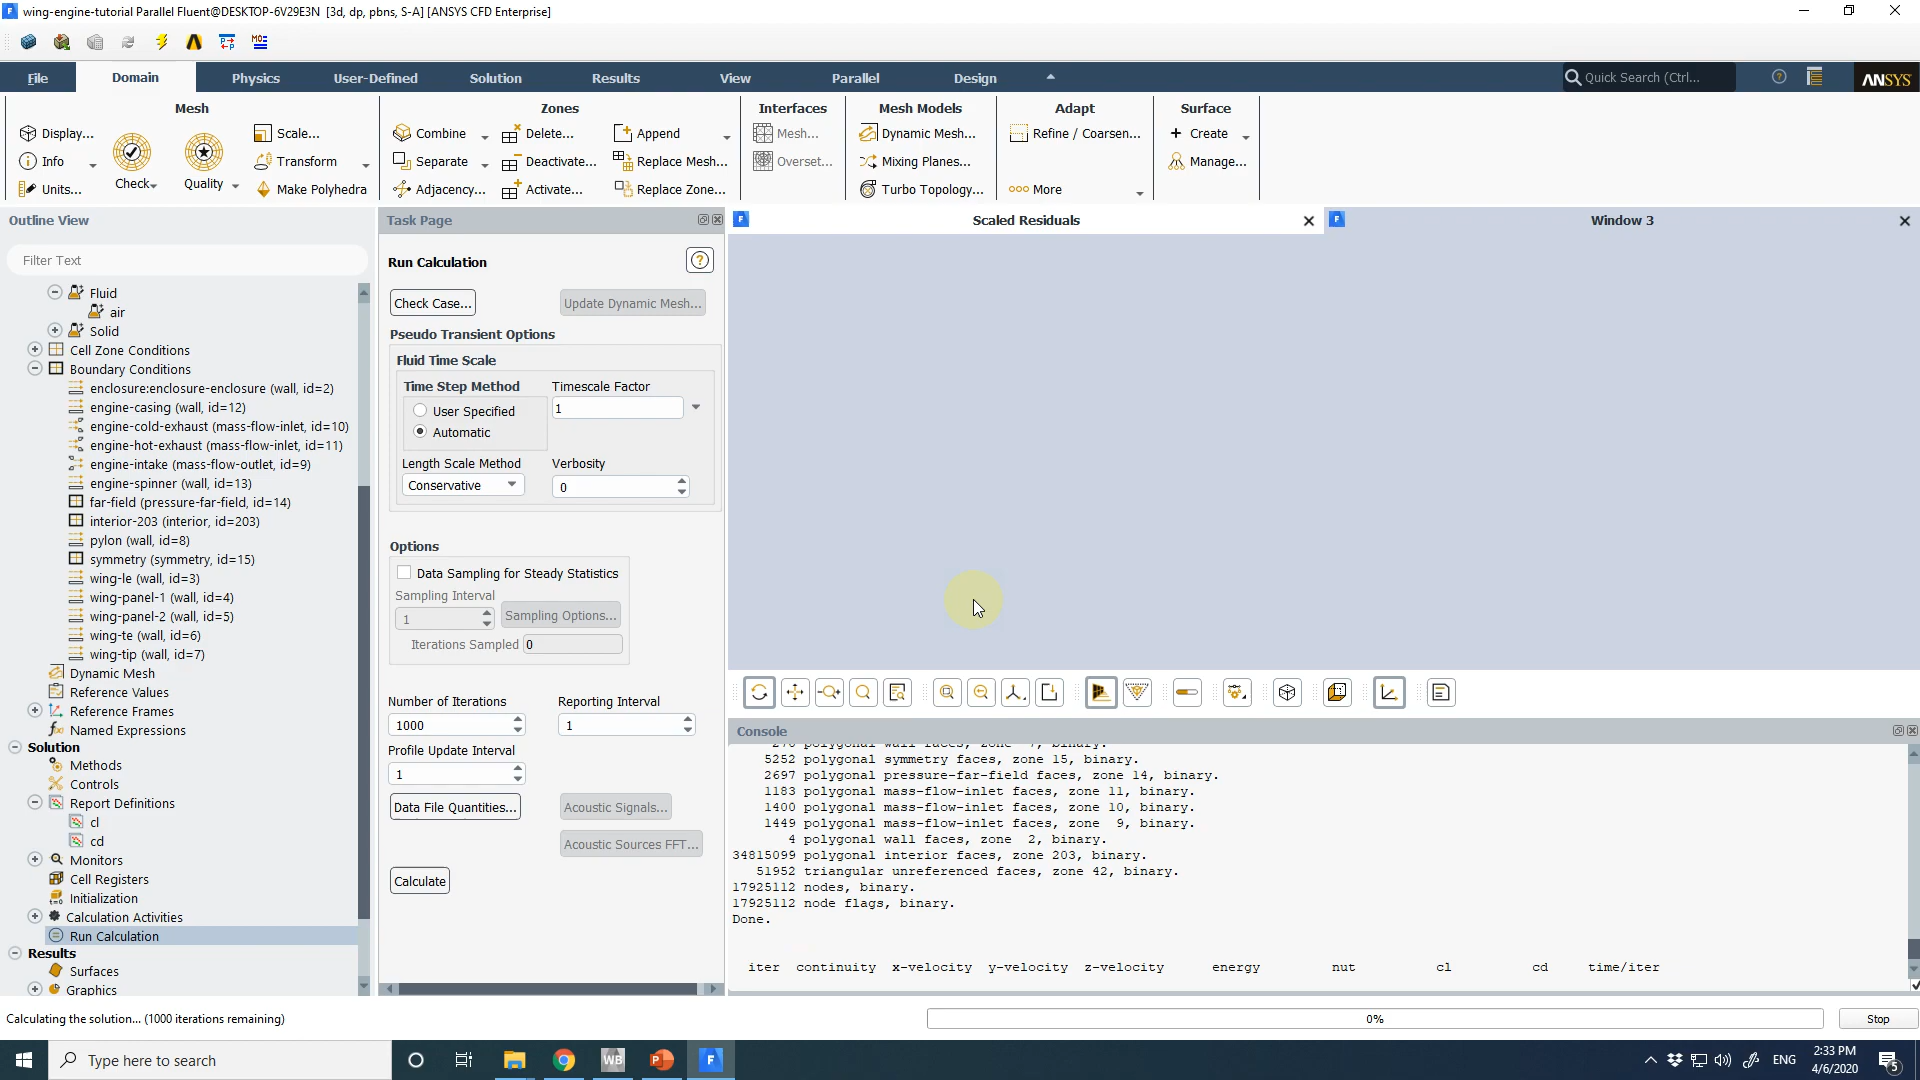 wing-engine-tutorial Parallel Fluent@DESKTOP-6V29E3N [3d, dp, pbns, S-A] [ANSYS CFD Enterprise]
File Domain Physics User-Defined Solution Results View Parallel Design Quick Search (Ctrl... ANSYS
Mesh Zones Interfaces Mesh Models Adapt Surface
Display... Scale... Combine Delete... Append Mesh... Dynamic Mesh... Refine / Coarsen... Create
Info Transform Separate Deactivate... Replace Mesh... Overset... Mixing Planes... Manage...
Units... Check Quality Make Polyhedra Adjacency... Activate... Replace Zone... Turbo Topology... More
Outline View
Filter Text
Fluid
air
Solid
Cell Zone Conditions
Boundary Conditions
enclosure:enclosure-enclosure (wall, id=2)
engine-casing (wall, id=12)
engine-cold-exhaust (mass-flow-inlet, id=10)
engine-hot-exhaust (mass-flow-inlet, id=11)
engine-intake (mass-flow-outlet, id=9)
engine-spinner (wall, id=13)
far-field (pressure-far-field, id=14)
interior-203 (interior, id=203)
pylon (wall, id=8)
symmetry (symmetry, id=15)
wing-le (wall, id=3)
wing-panel-1 (wall, id=4)
wing-panel-2 (wall, id=5)
wing-te (wall, id=6)
wing-tip (wall, id=7)
Dynamic Mesh
Reference Values
Reference Frames
Named Expressions
Solution
Methods
Controls
Report Definitions
cl
cd
Monitors
Cell Registers
Initialization
Calculation Activities
Run Calculation
Results
Surfaces
Graphics
Task Page
Run Calculation
Check Case... Update Dynamic Mesh...
Pseudo Transient Options
Fluid Time Scale
Time Step Method Timescale Factor
User Specified 1
Automatic
Length Scale Method Verbosity
Conservative 0
Options
Data Sampling for Steady Statistics
Sampling Interval
1 Sampling Options...
Iterations Sampled 0
Number of Iterations Reporting Interval
1000 1
Profile Update Interval
1
Data File Quantities... Acoustic Signals...
Acoustic Sources FFT...
Calculate
Scaled Residuals Window 3
Console
polygonal wall faces, zone 7, binary.
5252 polygonal symmetry faces, zone 15, binary.
2697 polygonal pressure-far-field faces, zone 14, binary.
1183 polygonal mass-flow-inlet faces, zone 11, binary.
1400 polygonal mass-flow-inlet faces, zone 10, binary.
1449 polygonal mass-flow-inlet faces, zone 9, binary.
4 polygonal wall faces, zone 2, binary.
34815099 polygonal interior faces, zone 203, binary.
51952 triangular unreferenced faces, zone 42, binary.
17925112 nodes, binary.
17925112 node flags, binary.
Done.
iter continuity x-velocity y-velocity z-velocity energy nut cl cd time/iter
Calculating the solution... (1000 iterations remaining) 0% Stop
Type here to search WB ENG 2:33 PM
4/6/2020 5